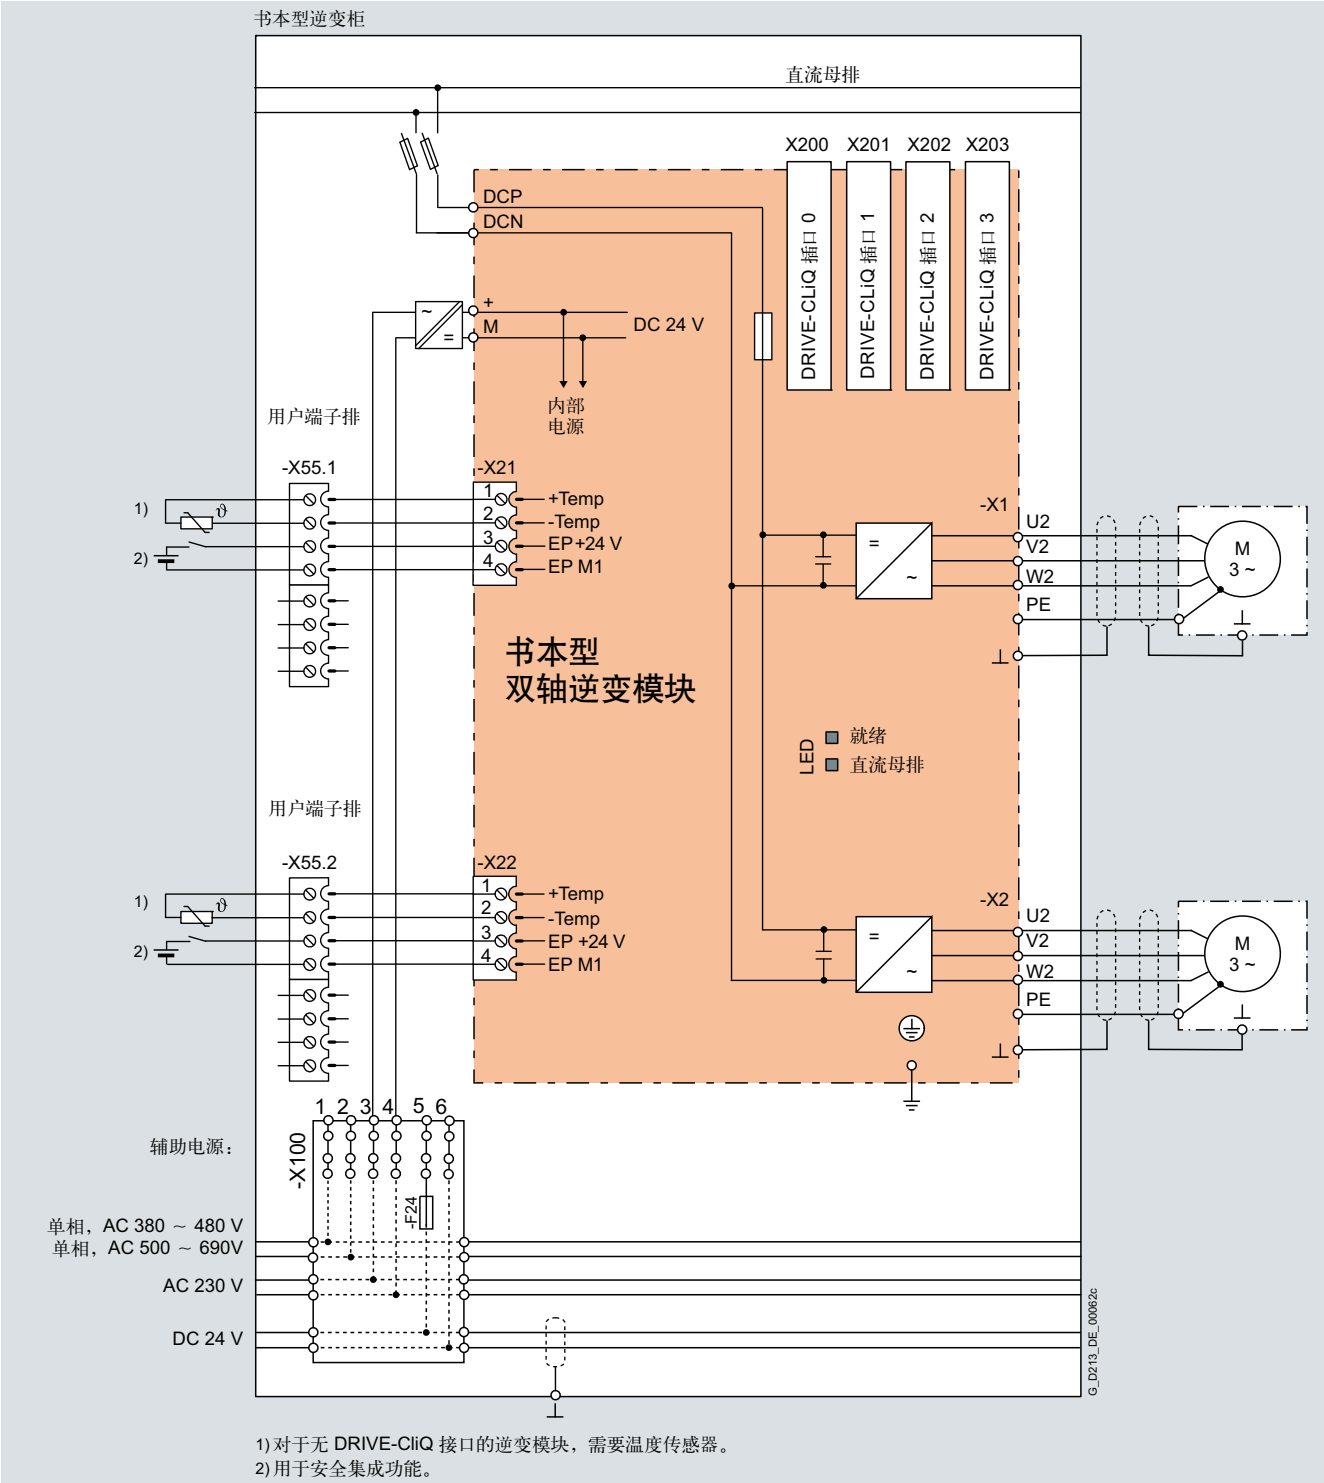 书本型逆变柜
直流母排
X200 X201 X202 X203
DRIVE-CLiQ 插口 0
DRIVE-CLiQ 插口 1
DRIVE-CLiQ 插口 2
DRIVE-CLiQ 插口 3
DCP
DCN
+
M
~
=
DC 24 V
内部
电源
用户端子排
-X55.1
-X21
1)
ϑ
2)
1 +Temp
2 -Temp
3 EP+24 V
4 EP M1
-X1
=
~
U2
V2
W2
PE
M
3 ~
书本型
双轴逆变模块
LED
就绪
直流母排
用户端子排
-X55.2
-X22
1)
ϑ
2)
1 +Temp
2 -Temp
3 EP +24 V
4 EP M1
-X2
=
~
U2
V2
W2
PE
M
3 ~
1 2 3 4 5 6
-X100
-F24
辅助电源：
单相，AC 380 ～ 480 V
单相，AC 500 ～ 690V
AC 230 V
DC 24 V
G_D213_DE_00062c
1) 对于无 DRIVE-CliQ 接口的逆变模块，需要温度传感器。
2) 用于安全集成功能。